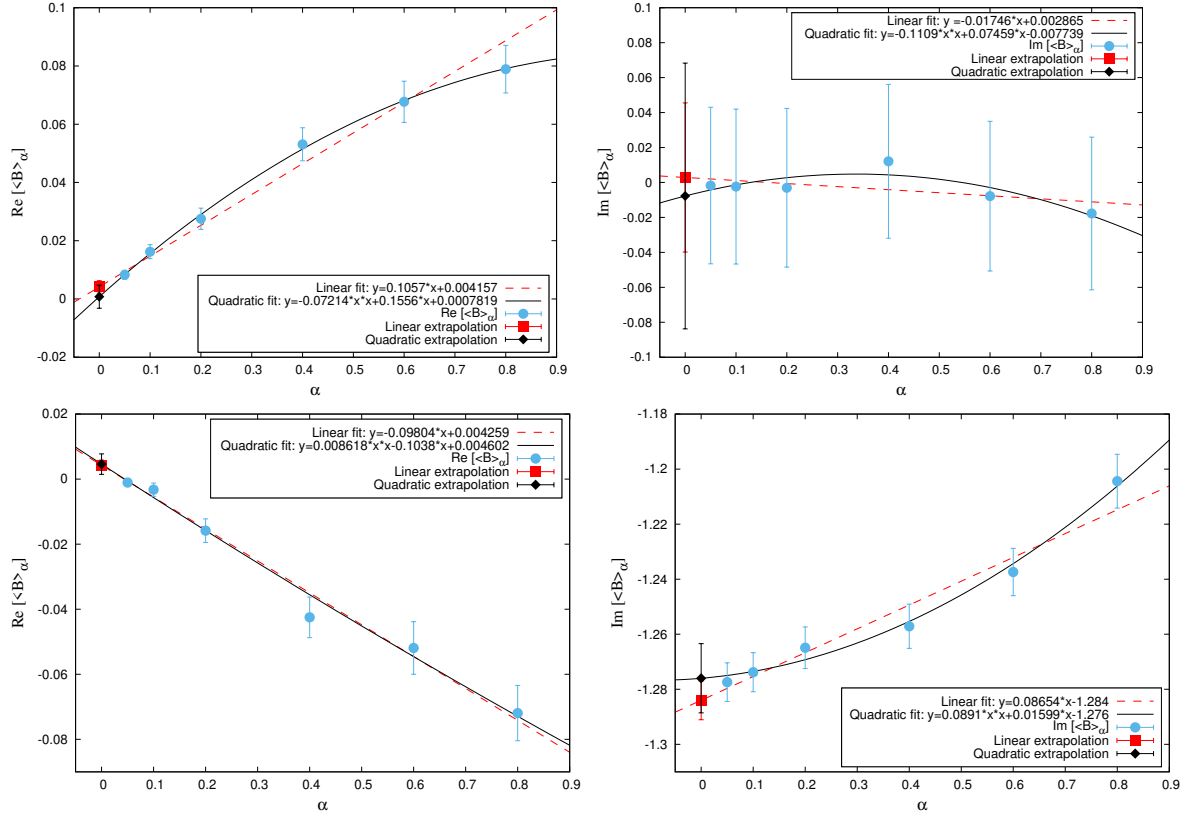 0.1
0.08
0.06
0.04
0.02
0
-0.02
Re [<B>α]
Linear fit: y=0.1057*x+0.004157
Quadratic fit: y=-0.07214*x*x+0.1556*x+0.0007819
Re [<B>α]
Linear extrapolation
Quadratic extrapolation
0 0.1 0.2 0.3 0.4 0.5 0.6 0.7 0.8 0.9
α
0.1
0.08
0.06
0.04
0.02
0
-0.02
-0.04
-0.06
-0.08
-0.1
Im [<B>α]
Linear fit: y =-0.01746*x+0.002865
Quadratic fit: y=-0.1109*x*x+0.07459*x-0.007739
Im [<B>α]
Linear extrapolation
Quadratic extrapolation
0 0.1 0.2 0.3 0.4 0.5 0.6 0.7 0.8 0.9
α
0.02
0
-0.02
-0.04
-0.06
-0.08
Re [<B>α]
Linear fit: y=-0.09804*x+0.004259
Quadratic fit: y=0.008618*x*x-0.1038*x+0.004602
Re [<B>α]
Linear extrapolation
Quadratic extrapolation
0 0.1 0.2 0.3 0.4 0.5 0.6 0.7 0.8 0.9
α
-1.18
-1.2
-1.22
-1.24
-1.26
-1.28
-1.3
Im [<B>α]
Linear fit: y=0.08654*x-1.284
Quadratic fit: y=0.0891*x*x+0.01599*x-1.276
Im [<B>α]
Linear extrapolation
Quadratic extrapolation
0 0.1 0.2 0.3 0.4 0.5 0.6 0.7 0.8 0.9
α